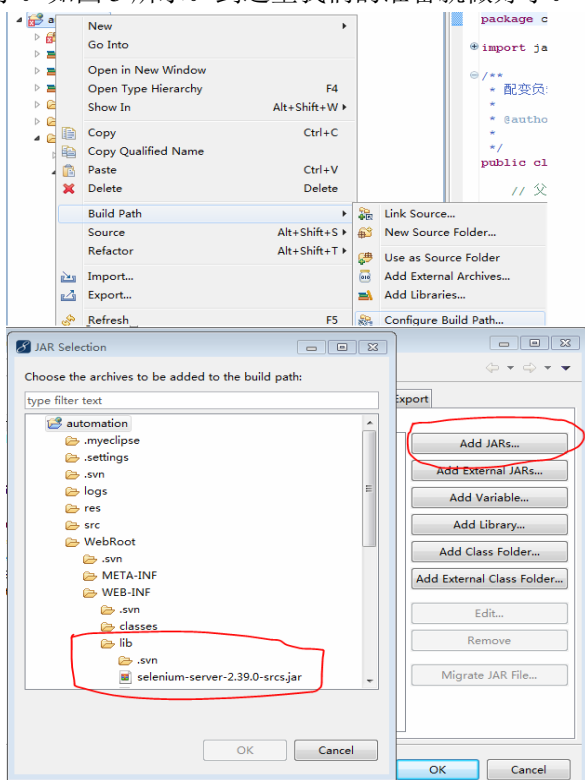 New
Go Into
Open in New Window
Open Type Hierarchy F4
Show In Alt+Shift+W
Copy Ctrl+C
Copy Qualified Name
Paste Ctrl+V
Delete Delete
Build Path
Source Alt+Shift+S
Refactor Alt+Shift+T
Import...
Export...
Refresh F5
Link Source...
New Source Folder...
Use as Source Folder
Add External Archives...
Add Libraries...
Configure Build Path...
package c
import ja
/**
* 配变负
*
* @autho
*
*/
public cl
// 父
JAR Selection
Choose the archives to be added to the build path:
type filter text
automation
.myeclipse
.settings
.svn
logs
res
src
WebRoot
.svn
META-INF
WEB-INF
.svn
classes
lib
.svn
selenium-server-2.39.0-srcs.jar
OK Cancel
Export
Add JARs...
Add External JARs...
Add Variable...
Add Library...
Add Class Folder...
Add External Class Folder...
Edit...
Remove
Migrate JAR File...
OK Cancel